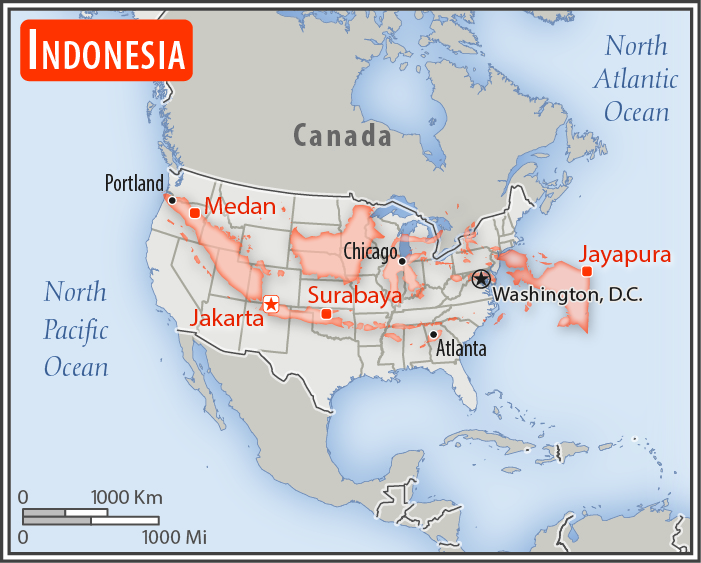 INDONESIA
North
Atlantic
Ocean
Canada
Portland
Medan
Chicago
Jayapura
Washington, D.C.
Surabaya
Jakarta
Atlanta
North
Pacific
Ocean
0 1000 Km
0 1000 Mi